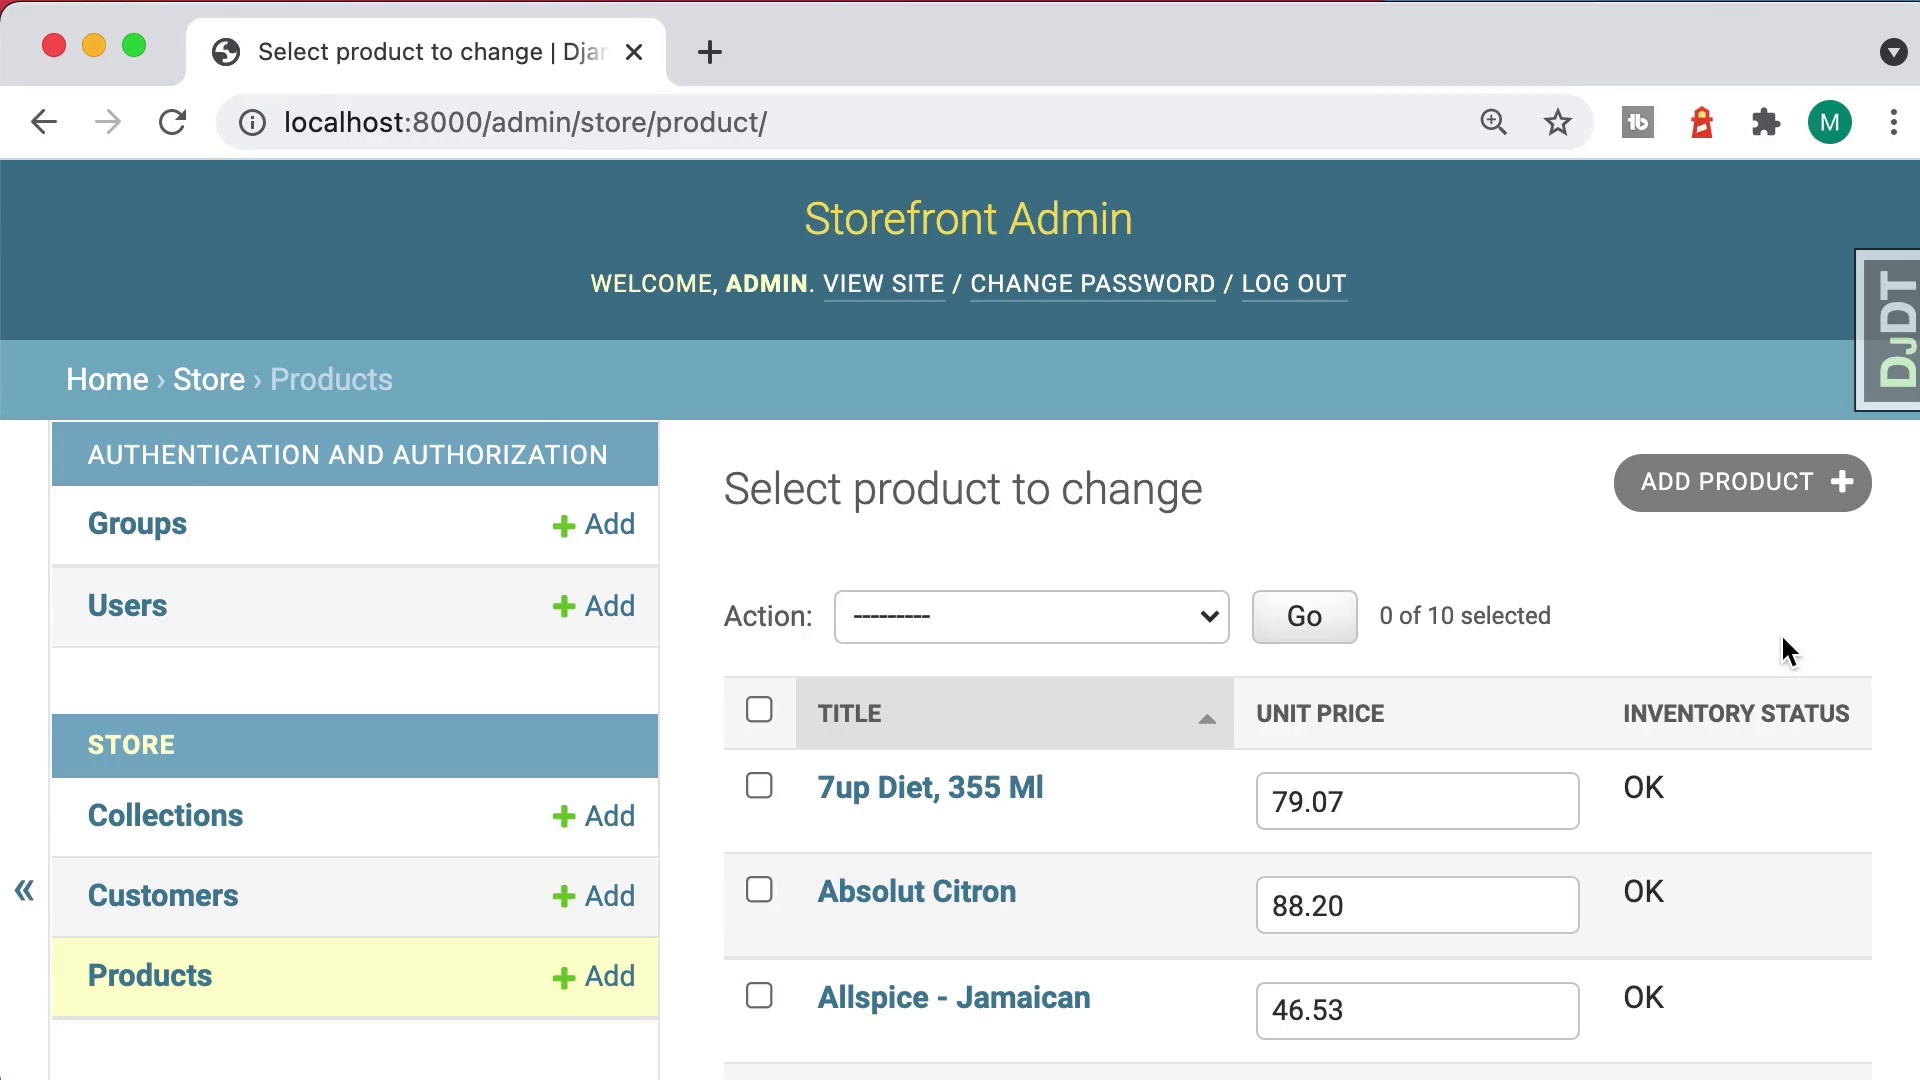 Select product to change | Djan
localhost:8000/admin/store/product/
M
Storefront Admin
WELCOME, ADMIN. VIEW SITE / CHANGE PASSWORD / LOG OUT
DJDT
Home › Store › Products
AUTHENTICATION AND AUTHORIZATION
Groups + Add
Users + Add
STORE
Collections + Add
Customers + Add
Products + Add
«
Select product to change
ADD PRODUCT +
Action: --------- Go 0 of 10 selected
TITLE UNIT PRICE INVENTORY STATUS
7up Diet, 355 Ml 79.07 OK
Absolut Citron 88.20 OK
Allspice - Jamaican 46.53 OK